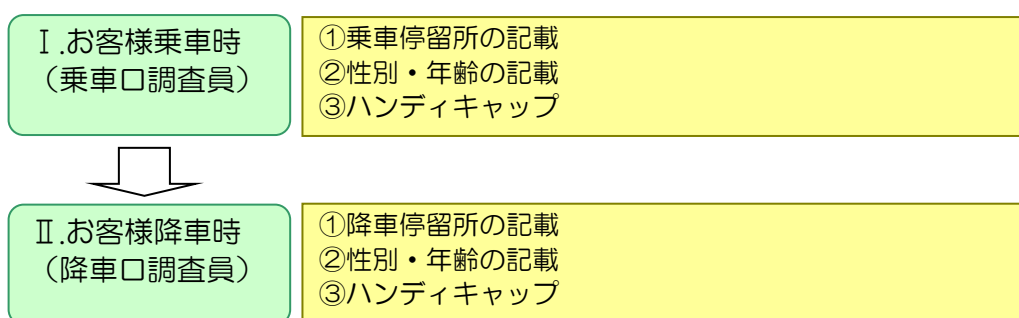 Ⅰ.お客様乗車時
（乗車口調査員）
①乗車停留所の記載
②性別・年齢の記載
③ハンディキャップ
Ⅱ.お客様降車時
（降車口調査員）
①降車停留所の記載
②性別・年齢の記載
③ハンディキャップ